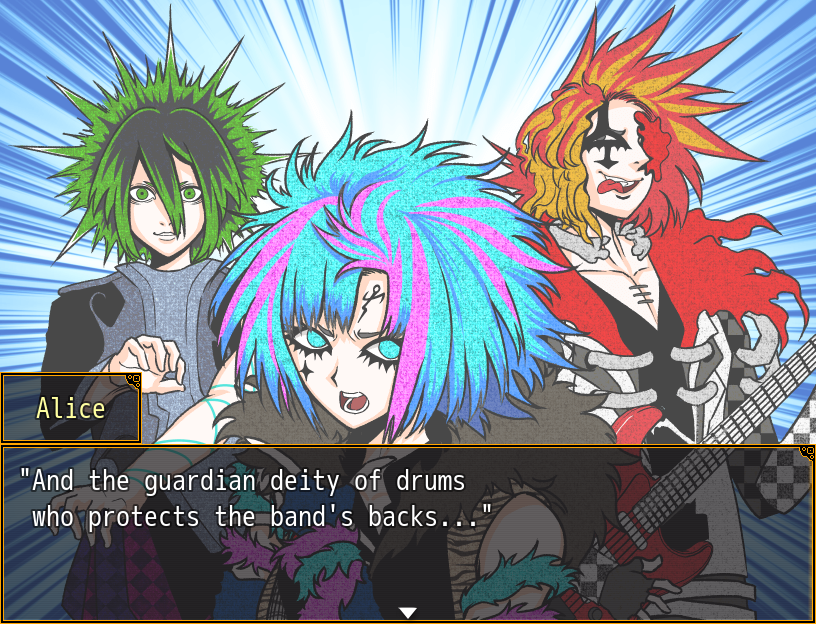 Alice
"And the guardian deity of drums
who protects the band's backs..."